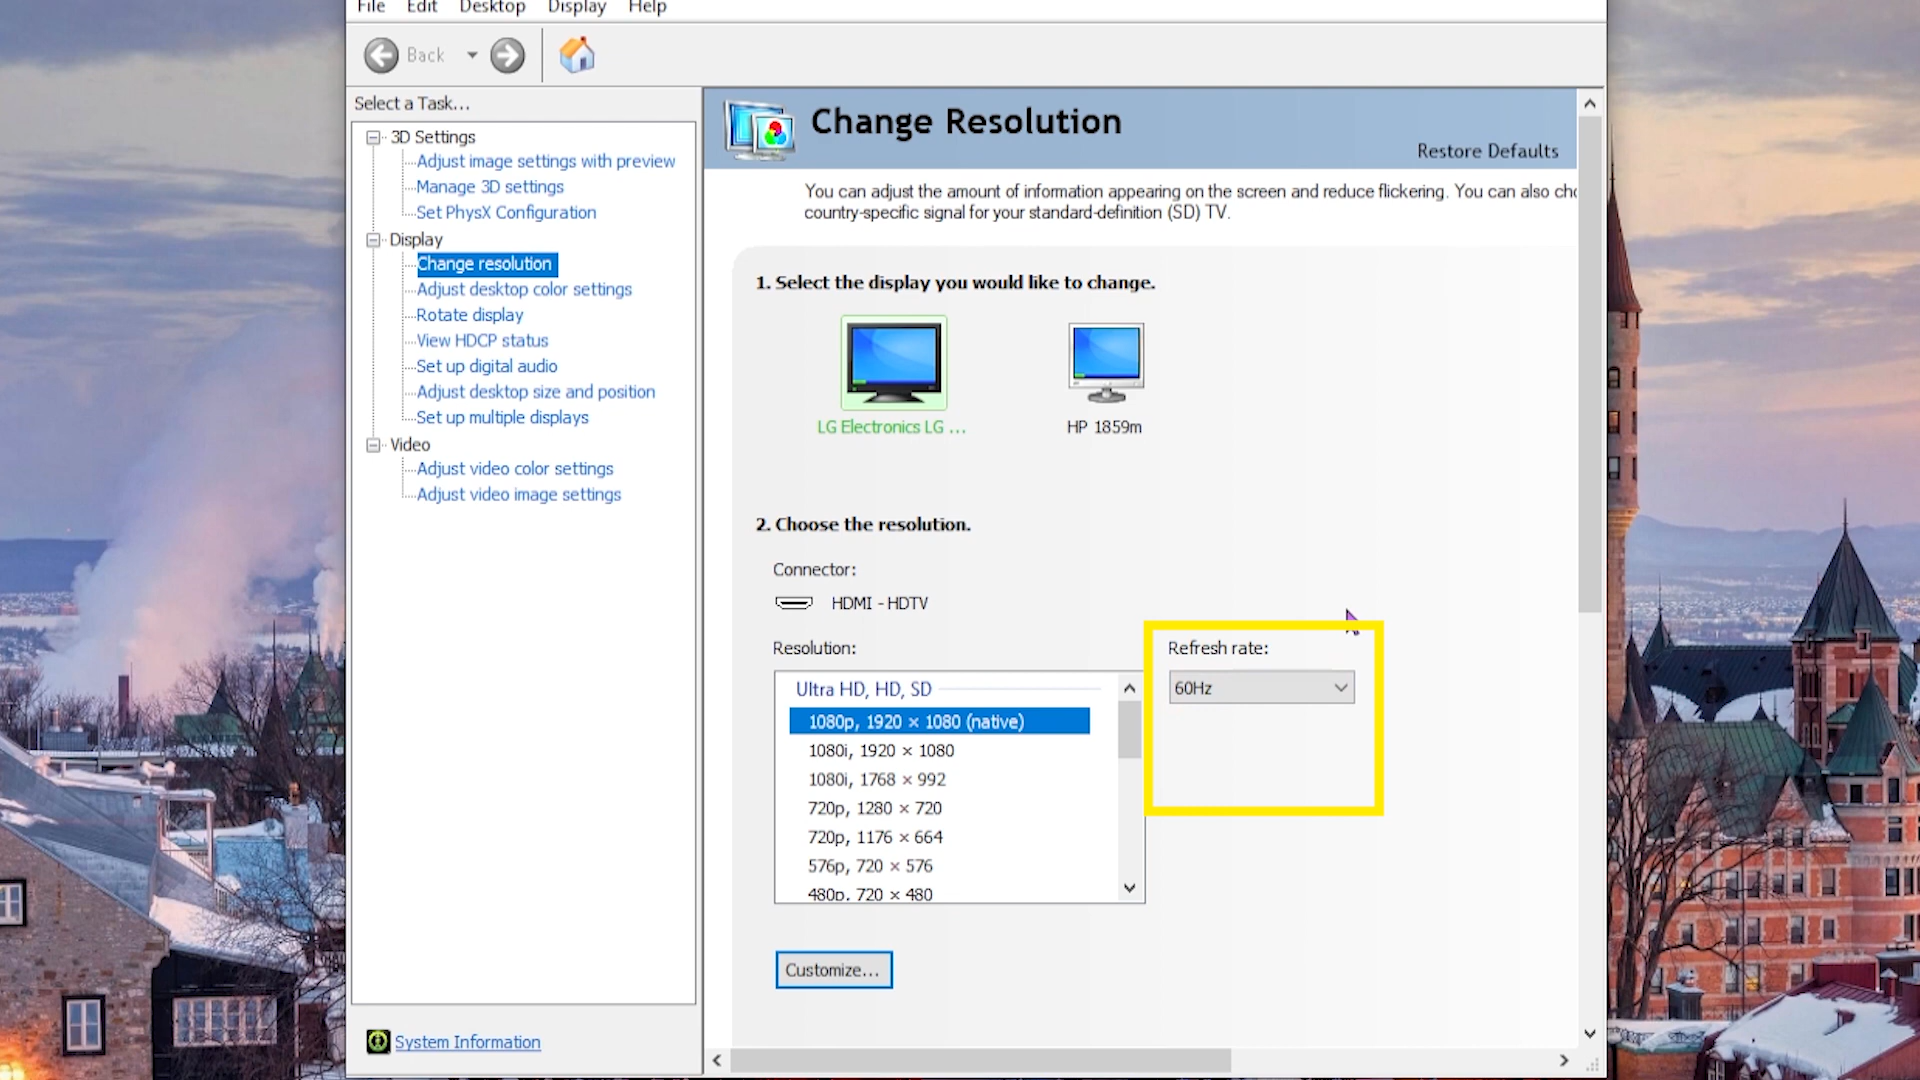 File Edit Desktop Display Help
Back
Select a Task...
3D Settings
Adjust image settings with preview
Manage 3D settings
Set PhysX Configuration
Display
Change resolution
Adjust desktop color settings
Rotate display
View HDCP status
Set up digital audio
Adjust desktop size and position
Set up multiple displays
Video
Adjust video color settings
Adjust video image settings
System Information
Change Resolution
Restore Defaults
You can adjust the amount of information appearing on the screen and reduce flickering. You can also
country-specific signal for your standard-definition (SD) TV.
1. Select the display you would like to change.
LG Electronics LG ...
HP 1859m
2. Choose the resolution.
Connector:
HDMI - HDTV
Resolution:
Ultra HD, HD, SD
1080p, 1920 × 1080 (native)
1080i, 1920 × 1080
1080i, 1768 × 992
720p, 1280 × 720
720p, 1176 × 664
576p, 720 × 576
480p, 720 × 480
Refresh rate:
60Hz
Customize...